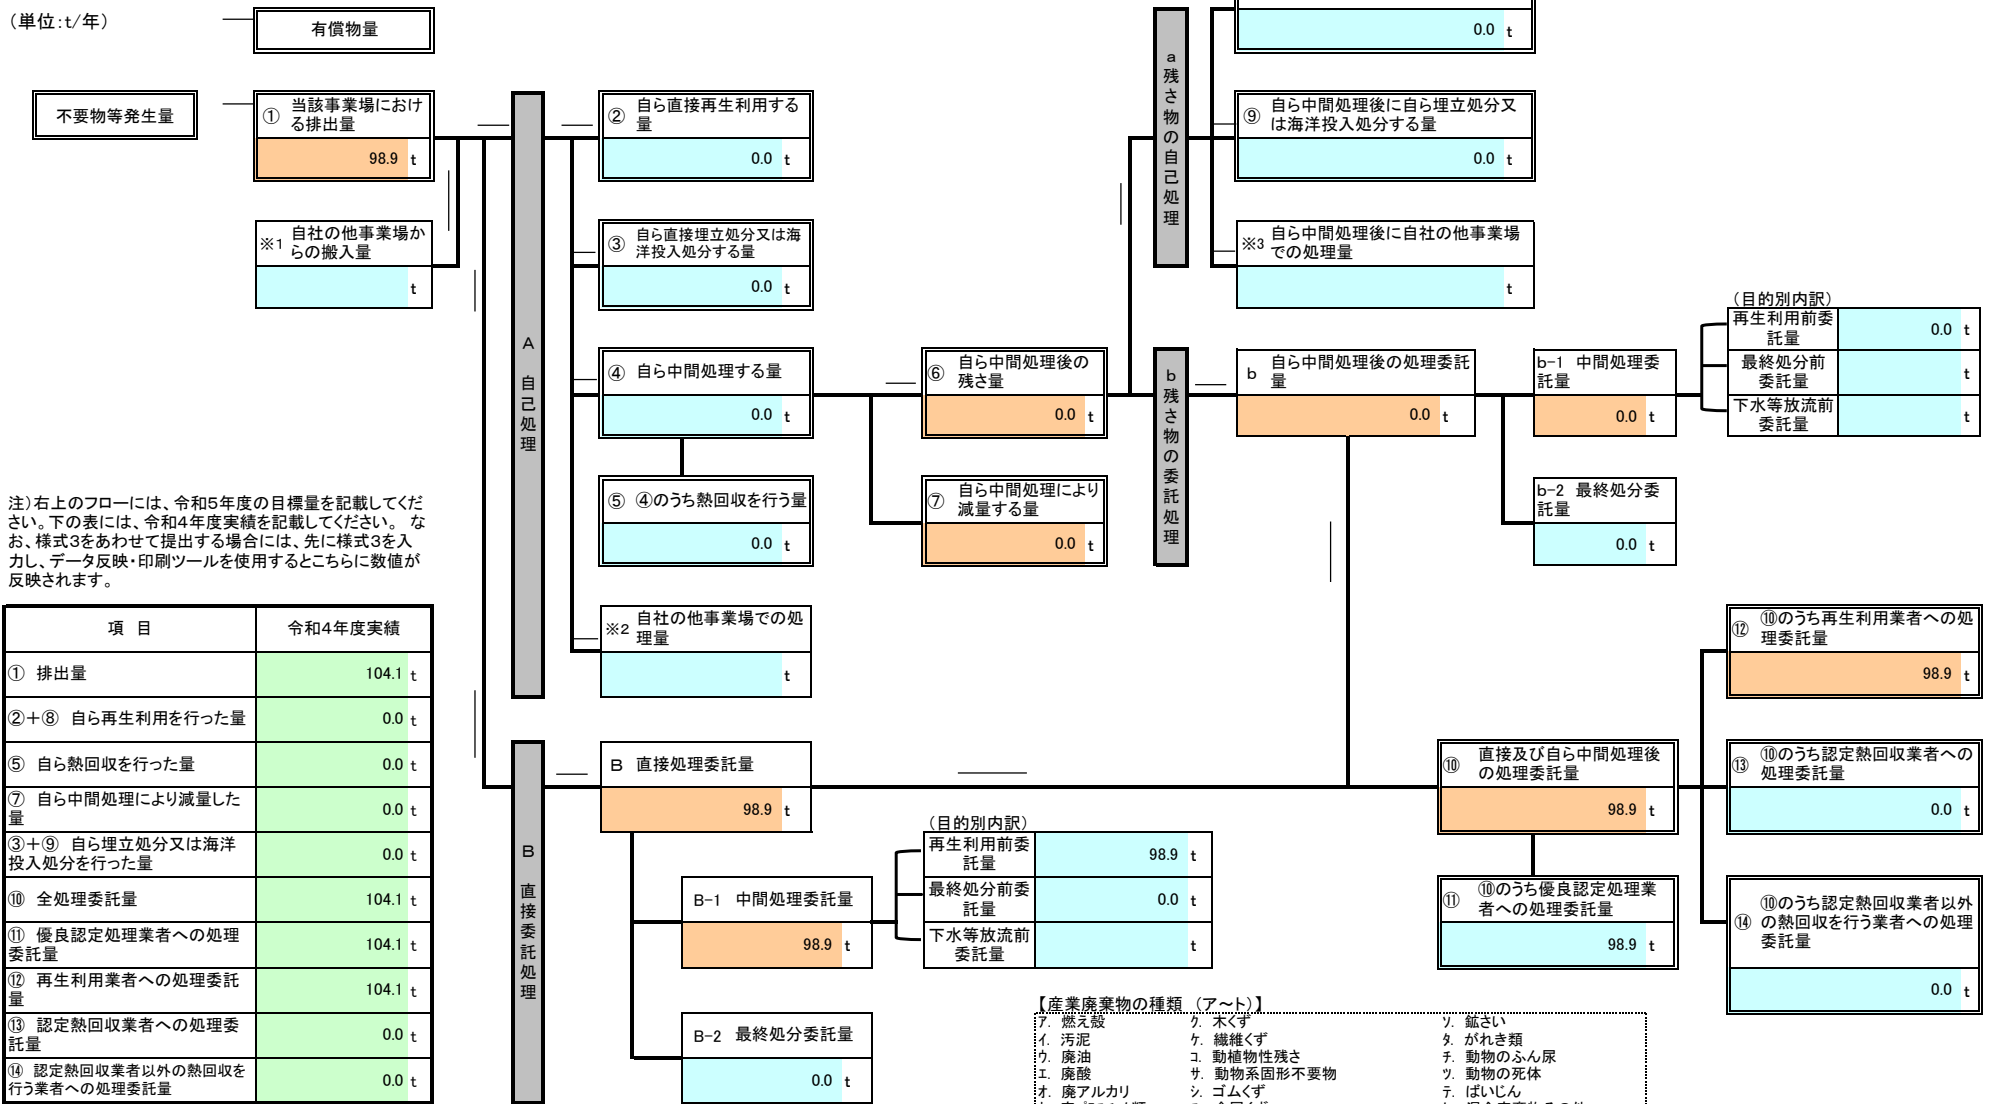 (単位:t/年)
有償物量
不要物等発生量
① 当該事業場におけ
る排出量
98.9 t
※1 自社の他事業場か
らの搬入量
t
A 自己処理
② 自ら直接再生利用する
量
0.0 t
③ 自ら直接埋立処分又は海
洋投入処分する量
0.0 t
④ 自ら中間処理する量
0.0 t
⑤ ④のうち熱回収を行う量
0.0 t
※2 自社の他事業場での処
理量
t
⑥ 自ら中間処理後の
残さ量
0.0 t
⑦ 自ら中間処理により
減量する量
0.0 t
a 残さ物の自己処理
0.0 t
⑨ 自ら中間処理後に自ら埋立処分又
は海洋投入処分する量
0.0 t
※3 自ら中間処理後に自社の他事業場
での処理量
t
b 残さ物の委託処理
b 自ら中間処理後の処理委託
量
0.0 t
b-1 中間処理委
託量
0.0 t
(目的別内訳)
再生利用前委
託量
0.0 t
最終処分前
委託量
t
下水等放流前
委託量
t
b-2 最終処分委
託量
0.0 t
注)右上のフローには、令和5年度の目標量を記載してくだ
さい。下の表には、令和4年度実績を記載してください。 な
お、様式3をあわせて提出する場合には、先に様式3を入
力し、データ反映・印刷ツールを使用するとこちらに数値が
反映されます。
項 目 令和4年度実績
① 排出量 104.1 t
②+⑧ 自ら再生利用を行った量 0.0 t
⑤ 自ら熱回収を行った量 0.0 t
⑦ 自ら中間処理により減量した
量 0.0 t
③+⑨ 自ら埋立処分又は海洋
投入処分を行った量 0.0 t
⑩ 全処理委託量 104.1 t
⑪ 優良認定処理業者への処理
委託量 104.1 t
⑫ 再生利用業者への処理委託
量 104.1 t
⑬ 認定熱回収業者への処理委
託量 0.0 t
⑭ 認定熱回収業者以外の熱回収を
行う業者への処理委託量 0.0 t
B 直接委託処理
B 直接処理委託量
98.9 t
B-1 中間処理委託量
98.9 t
(目的別内訳)
再生利用前委
託量
98.9 t
最終処分前委
託量
0.0 t
下水等放流前
委託量
t
B-2 最終処分委託量
0.0 t
⑩ 直接及び自ら中間処理後
の処理委託量
98.9 t
⑪ ⑩のうち優良認定処理業
者への処理委託量
98.9 t
⑫ ⑩のうち再生利用業者への処
理委託量
98.9 t
⑬ ⑩のうち認定熱回収業者への
処理委託量
0.0 t
⑭ ⑩のうち認定熱回収業者以外
の熱回収を行う業者への処理
委託量
0.0 t
【産業廃棄物の種類 (ア~ト)】
ア. 燃え殻 ク. 木くず ソ. 鉱さい
イ. 汚泥 ケ. 繊維くず タ. がれき類
ウ. 廃油 コ. 動植物性残さ チ. 動物のふん尿
エ. 廃酸 サ. 動物系固形不要物 ツ. 動物の死体
オ. 廃アルカリ シ. ゴムくず テ. ばいじん